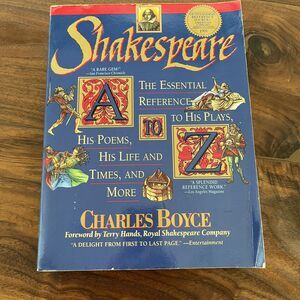 Shakespeare
"A RARE GEM."
—San Francisco Chronicle
A
TO
Z
THE ESSENTIAL
REFERENCE
TO HIS PLAYS,
HIS POEMS,
HIS LIFE AND
TIMES, AND
MORE
"A SPLENDID
REFERENCE WORK."
—Los Angeles Magazine
CHARLES BOYCE
Foreword by Terry Hands, Royal Shakespeare Company
"A DELIGHT FROM FIRST TO LAST PAGE." —Entertainment